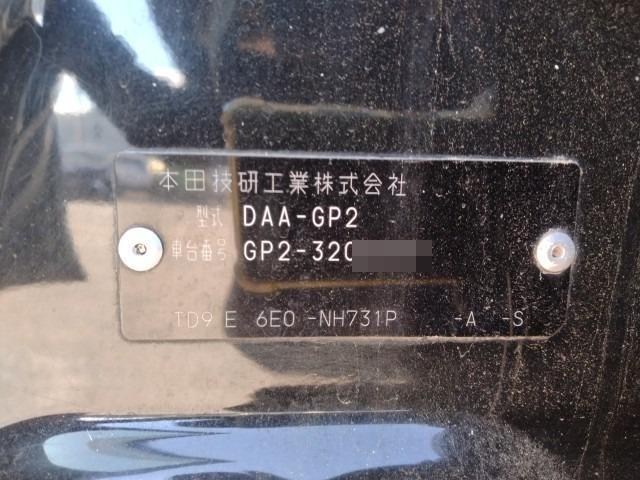 本田技研工業株式会社
型式 DAA-GP2
車台番号 GP2-320
TD9 E 6E0 -NH731P -A -S